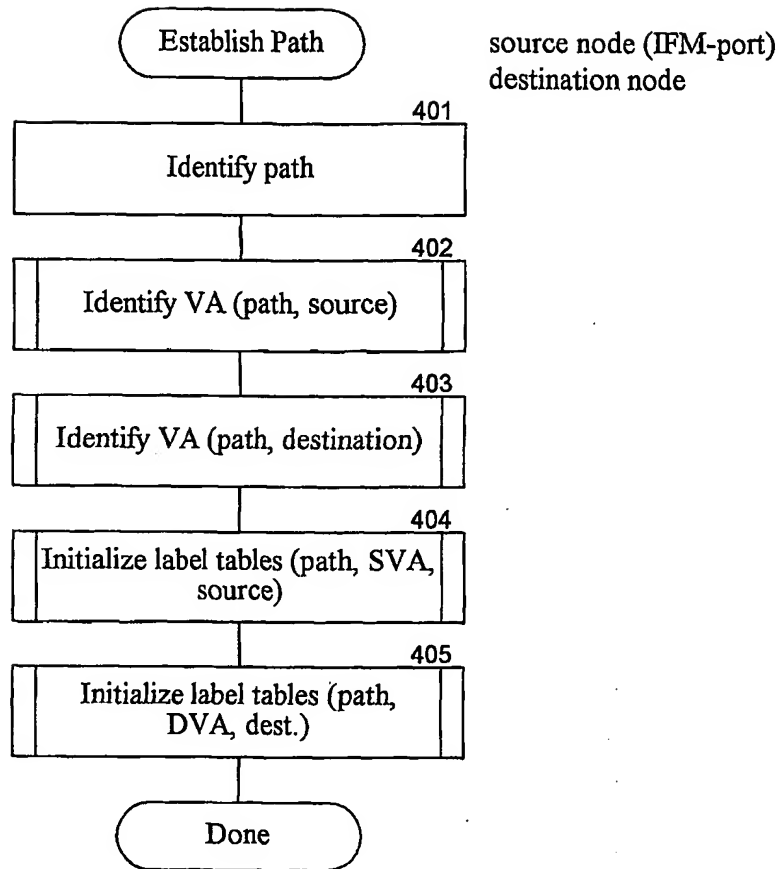 Establish Path
source node (IFM-port)
destination node
401
Identify path
402
Identify VA (path, source)
403
Identify VA (path, destination)
404
Initialize label tables (path, SVA,
source)
405
Initialize label tables (path,
DVA, dest.)
Done